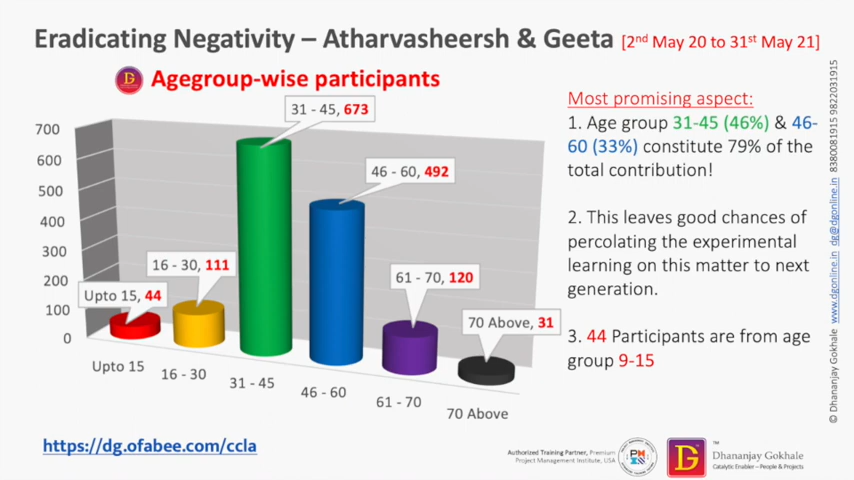 Eradicating Negativity – Atharvasheersh & Geeta [2nd May 20 to 31st May 21]
Agegroup-wise participants
700
600
500
400
300
200
100
0
Upto 15, 44
16 - 30, 111
31 - 45, 673
46 - 60, 492
61 - 70, 120
70 Above, 31
Upto 15
16 - 30
31 - 45
46 - 60
61 - 70
70 Above
Most promising aspect:
1. Age group 31-45 (46%) & 46-
60 (33%) constitute 79% of the
total contribution!
2. This leaves good chances of
percolating the experimental
learning on this matter to next
generation.
3. 44 Participants are from age
group 9-15
© Dhananjay Gokhale www.dgonline.in dg@dgonline.in 8380081915 9822031915
https://dg.ofabee.com/ccla
Authorized Training Partner, Premium
Project Management Institute, USA
Dhananjay Gokhale
Catalytic Enabler – People & Projects